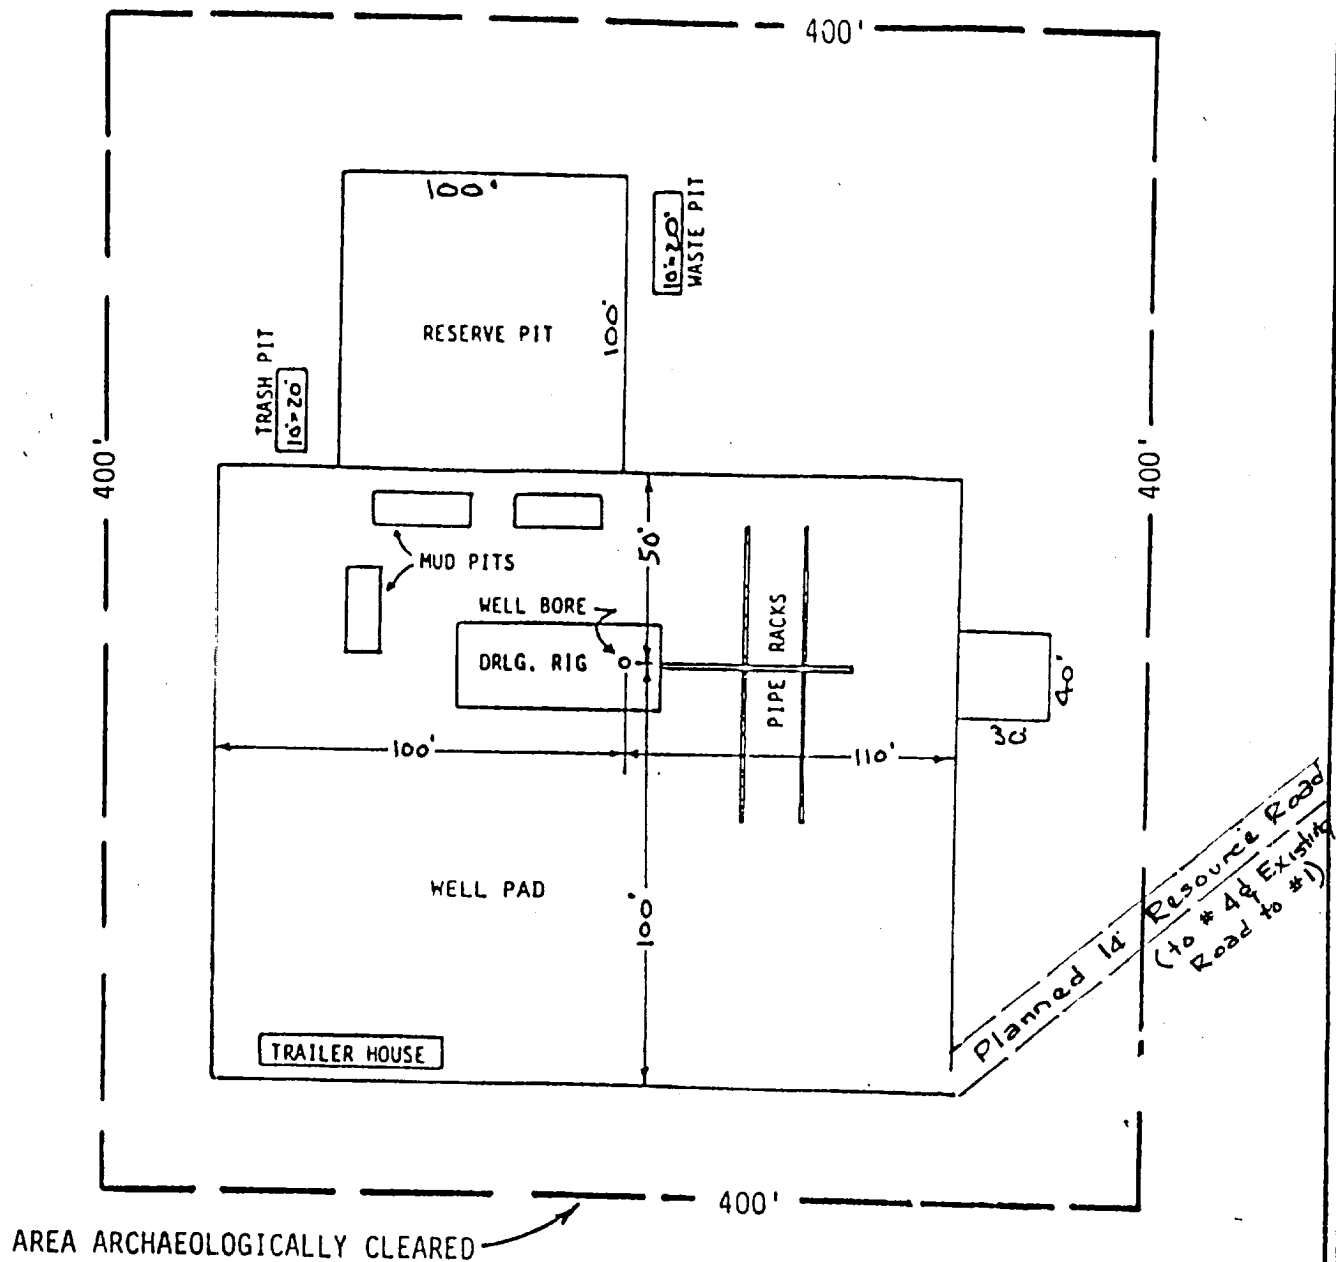 400'
100'
10'=20'
WASTE PIT
RESERVE PIT
100'
TRASH PIT
10'=20'
400'
400'
50'
MUD PITS
WELL BORE
DRLG. RIG
PIPE RACKS
40'
30'
100'
110'
WELL PAD
100'
Planned 14' Resource Road
(to #4 & Existing
Road to #1)
TRAILER HOUSE
400'
AREA ARCHAEOLOGICALLY CLEARED